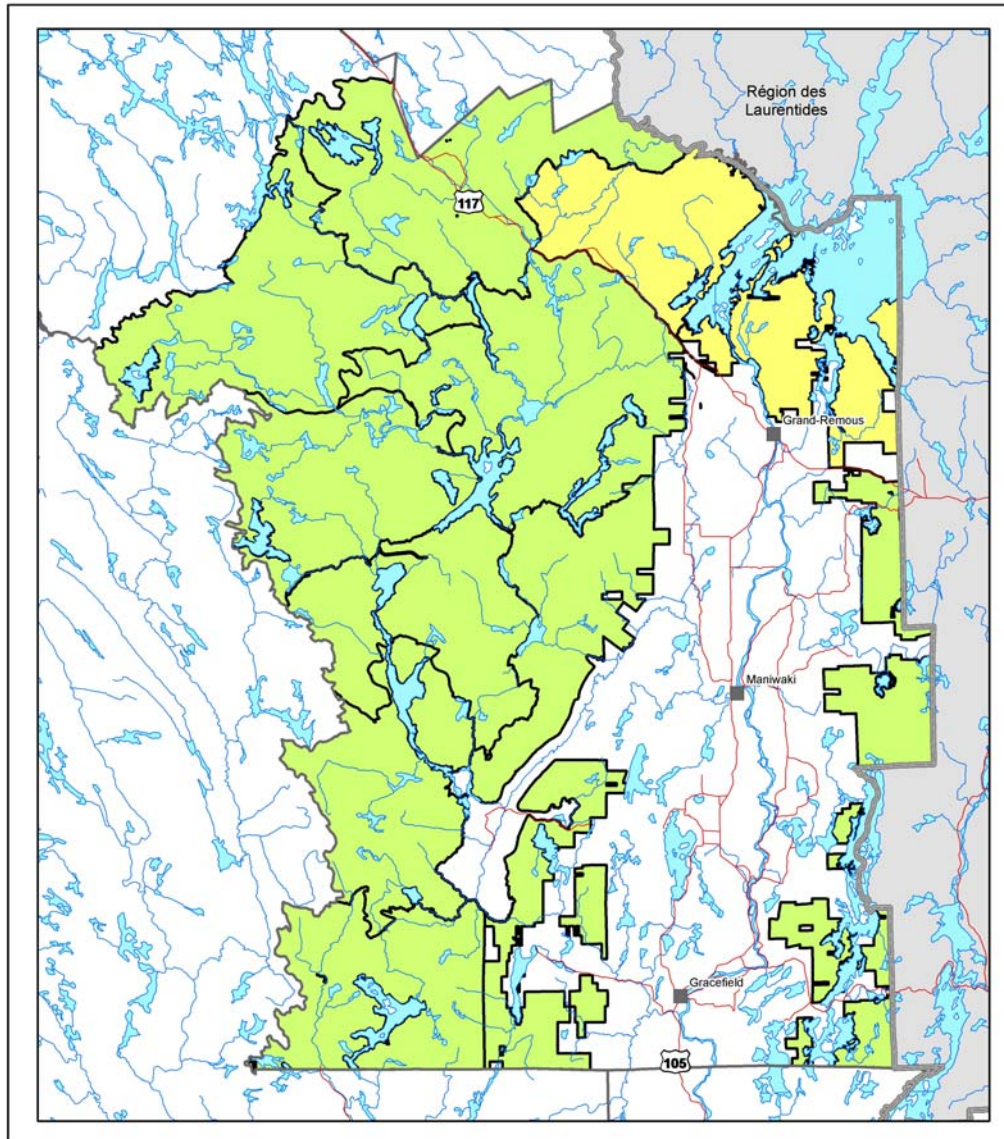 Région des
Laurentides
117
Grand-Remous
Maniwaki
Gracefield
105